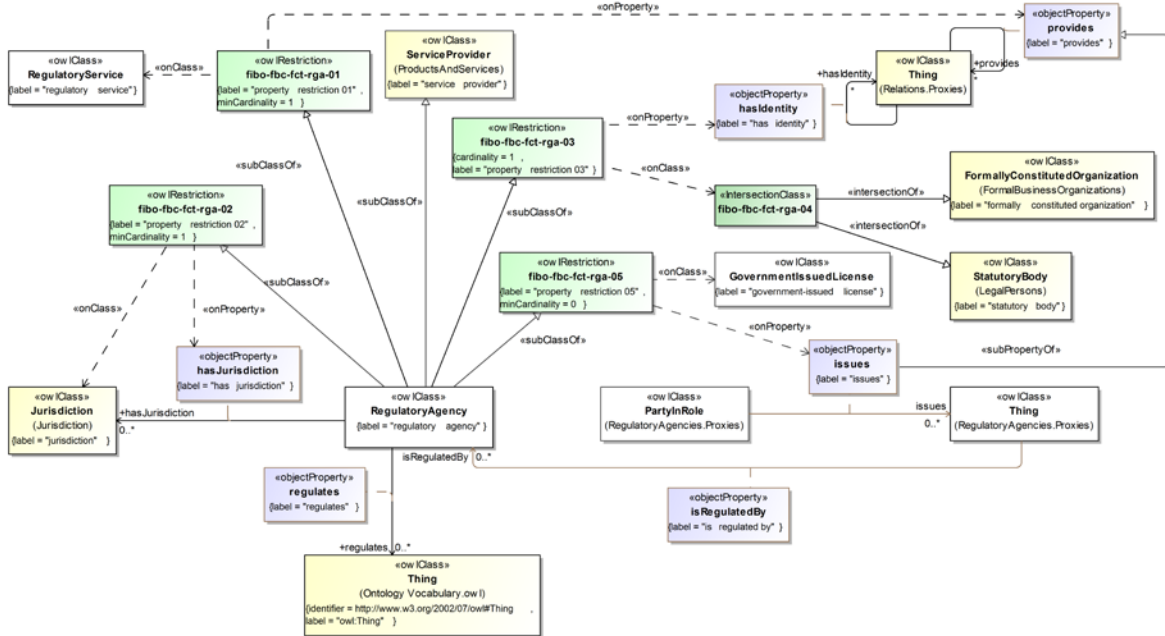 «onProperty»
«objectProperty»
provides
{label = "provides" }
«owlClass»
RegulatoryService
{label = "regulatory service"}
«onClass»
«owlRestriction»
fibo-fbc-fct-rga-01
{label = "property restriction 01" ,
minCardinality = 1 }
«owlClass»
ServiceProvider
(ProductsAndServices)
{label = "service provider"}
«owlClass»
Thing
(Relations.Proxies)
+provides
*
+hasIdentity
*
«objectProperty»
hasIdentity
{label = "has identity" }
«onProperty»
«owlRestriction»
fibo-fbc-fct-rga-03
{cardinality = 1 ,
label = "property restriction 03" }
«onClass»
«IntersectionClass»
fibo-fbc-fct-rga-04
«intersectionOf»
«owlClass»
FormallyConstitutedOrganization
(FormalBusinessOrganizations)
{label = "formally constituted organization" }
«intersectionOf»
«owlClass»
StatutoryBody
(LegalPersons)
{label = "statutory body" }
«subClassOf»
«subClassOf»
«subClassOf»
«owlRestriction»
fibo-fbc-fct-rga-02
{label = "property restriction 02" ,
minCardinality = 1 }
«subClassOf»
«onClass»
«onProperty»
«owlRestriction»
fibo-fbc-fct-rga-05
{label = "property restriction 05" ,
minCardinality = 0 }
«onClass»
«owlClass»
GovernmentIssuedLicense
{label = "government-issued license" }
«onProperty»
«subClassOf»
«objectProperty»
issues
{label = "issues" }
«subPropertyOf»
«objectProperty»
hasJurisdiction
{label = "has jurisdiction" }
«owlClass»
Jurisdiction
(Jurisdiction)
{label = "jurisdiction" }
+hasJurisdiction
0..*
«owlClass»
RegulatoryAgency
{label = "regulatory agency" }
«owlClass»
PartyInRole
(RegulatoryAgencies.Proxies)
issues
0..*
«owlClass»
Thing
(RegulatoryAgencies.Proxies)
isRegulatedBy 0..*
«objectProperty»
regulates
{label = "regulates" }
«objectProperty»
isRegulatedBy
{label = "is regulated by" }
+regulates 0..*
«owlClass»
Thing
(Ontology Vocabulary.owl)
{identifier = http://www.w3.org/2002/07/owl#Thing ,
label = "owl:Thing" }